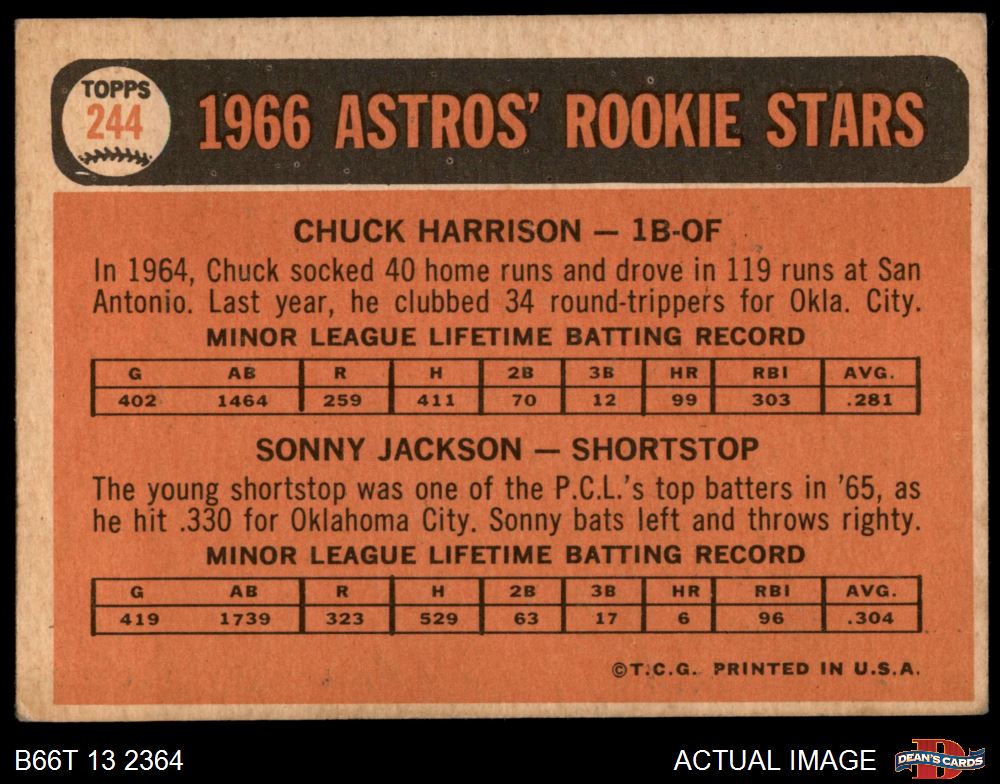 TOPPS
244
1966 ASTROS' ROOKIE STARS
CHUCK HARRISON — 1B-OF
In 1964, Chuck socked 40 home runs and drove in 119 runs at San
Antonio. Last year, he clubbed 34 round-trippers for Okla. City.
MINOR LEAGUE LIFETIME BATTING RECORD
G AB R H 2B 3B HR RBI AVG.
402 1464 259 411 70 12 99 303 .281
SONNY JACKSON — SHORTSTOP
The young shortstop was one of the P.C.L.'s top batters in '65, as
he hit .330 for Oklahoma City. Sonny bats left and throws righty.
MINOR LEAGUE LIFETIME BATTING RECORD
G AB R H 2B 3B HR RBI AVG.
419 1739 323 529 63 17 6 96 .304
©T.C.G. PRINTED IN U.S.A.
B66T 13 2364 ACTUAL IMAGE DEAN'S CARDS